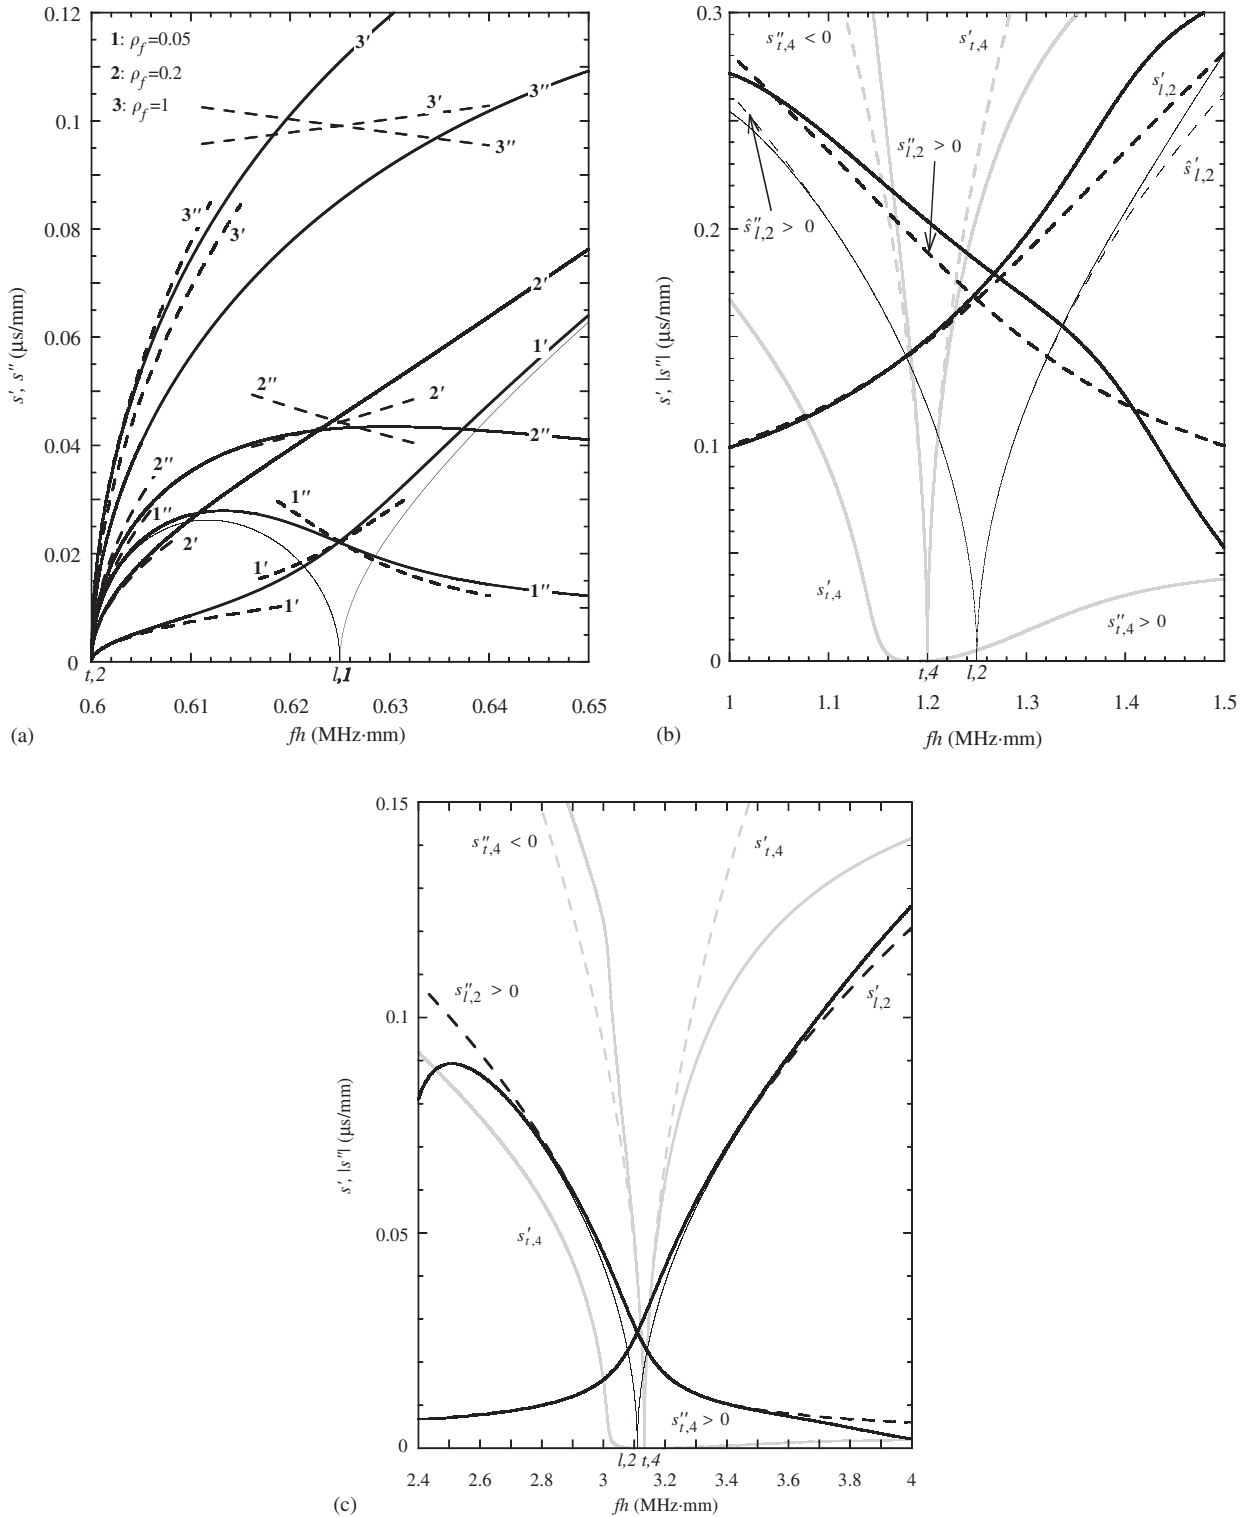 0.12
0.1
0.08
0.06
0.04
0.02
0
s′, s″ (μs/mm)
1: ρf=0.05
2: ρf=0.2
3: ρf=1
3′
3″
3′
3″
3″
3′
2′
1′
2″
2′
2″
2″
1″
1″
2′
1′
1′
1″
t,2
l,1
0.6 0.61 0.62 0.63 0.64 0.65
(a)
fh (MHz·mm)
0.3
0.2
0.1
0
s′, |s″| (μs/mm)
s″t,4 < 0
s′t,4
s′l,2
s″l,2 > 0
ŝ′l,2
ŝ″l,2 > 0
s′t,4
s″t,4 > 0
t,4
l,2
1 1.1 1.2 1.3 1.4 1.5
(b)
fh (MHz·mm)
0.15
0.1
0.05
0
s′, |s″| (μs/mm)
s″t,4 < 0
s′t,4
s″l,2 > 0
s′l,2
s′t,4
s″t,4 > 0
l,2 t,4
2.4 2.6 2.8 3 3.2 3.4 3.6 3.8 4
(c)
fh (MHz·mm)